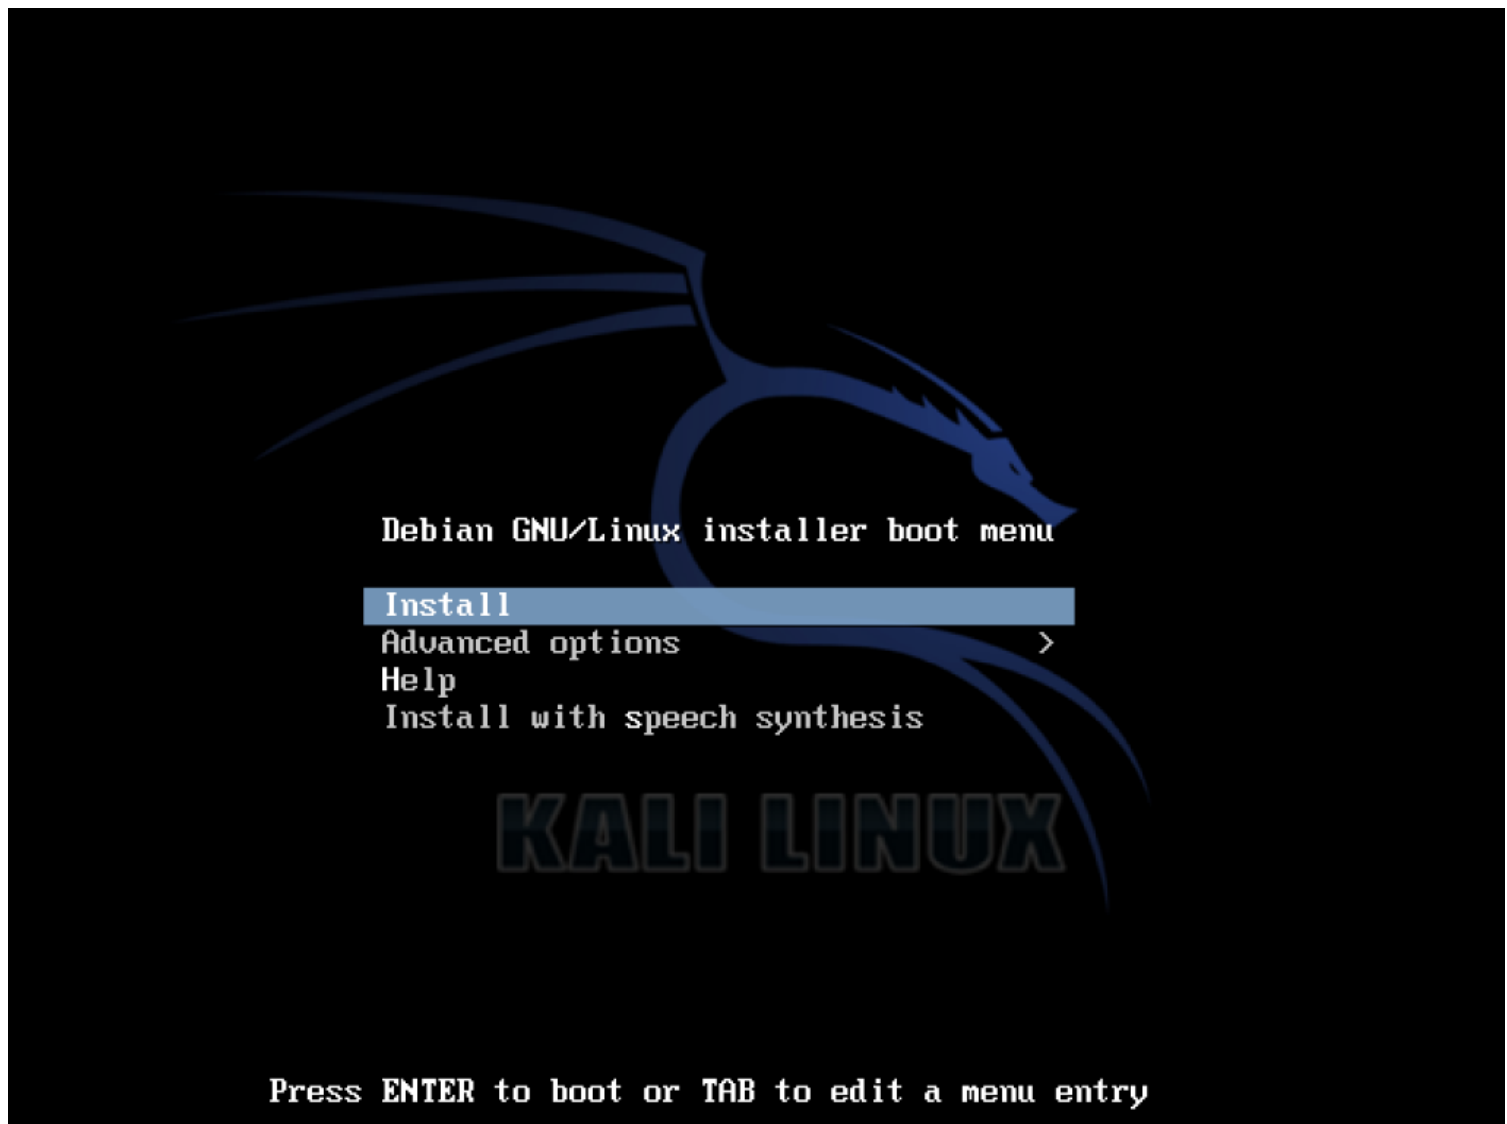 Debian GNU/Linux installer boot menu
Install
Advanced options >
Help
Install with speech synthesis
KALI LINUX
Press ENTER to boot or TAB to edit a menu entry